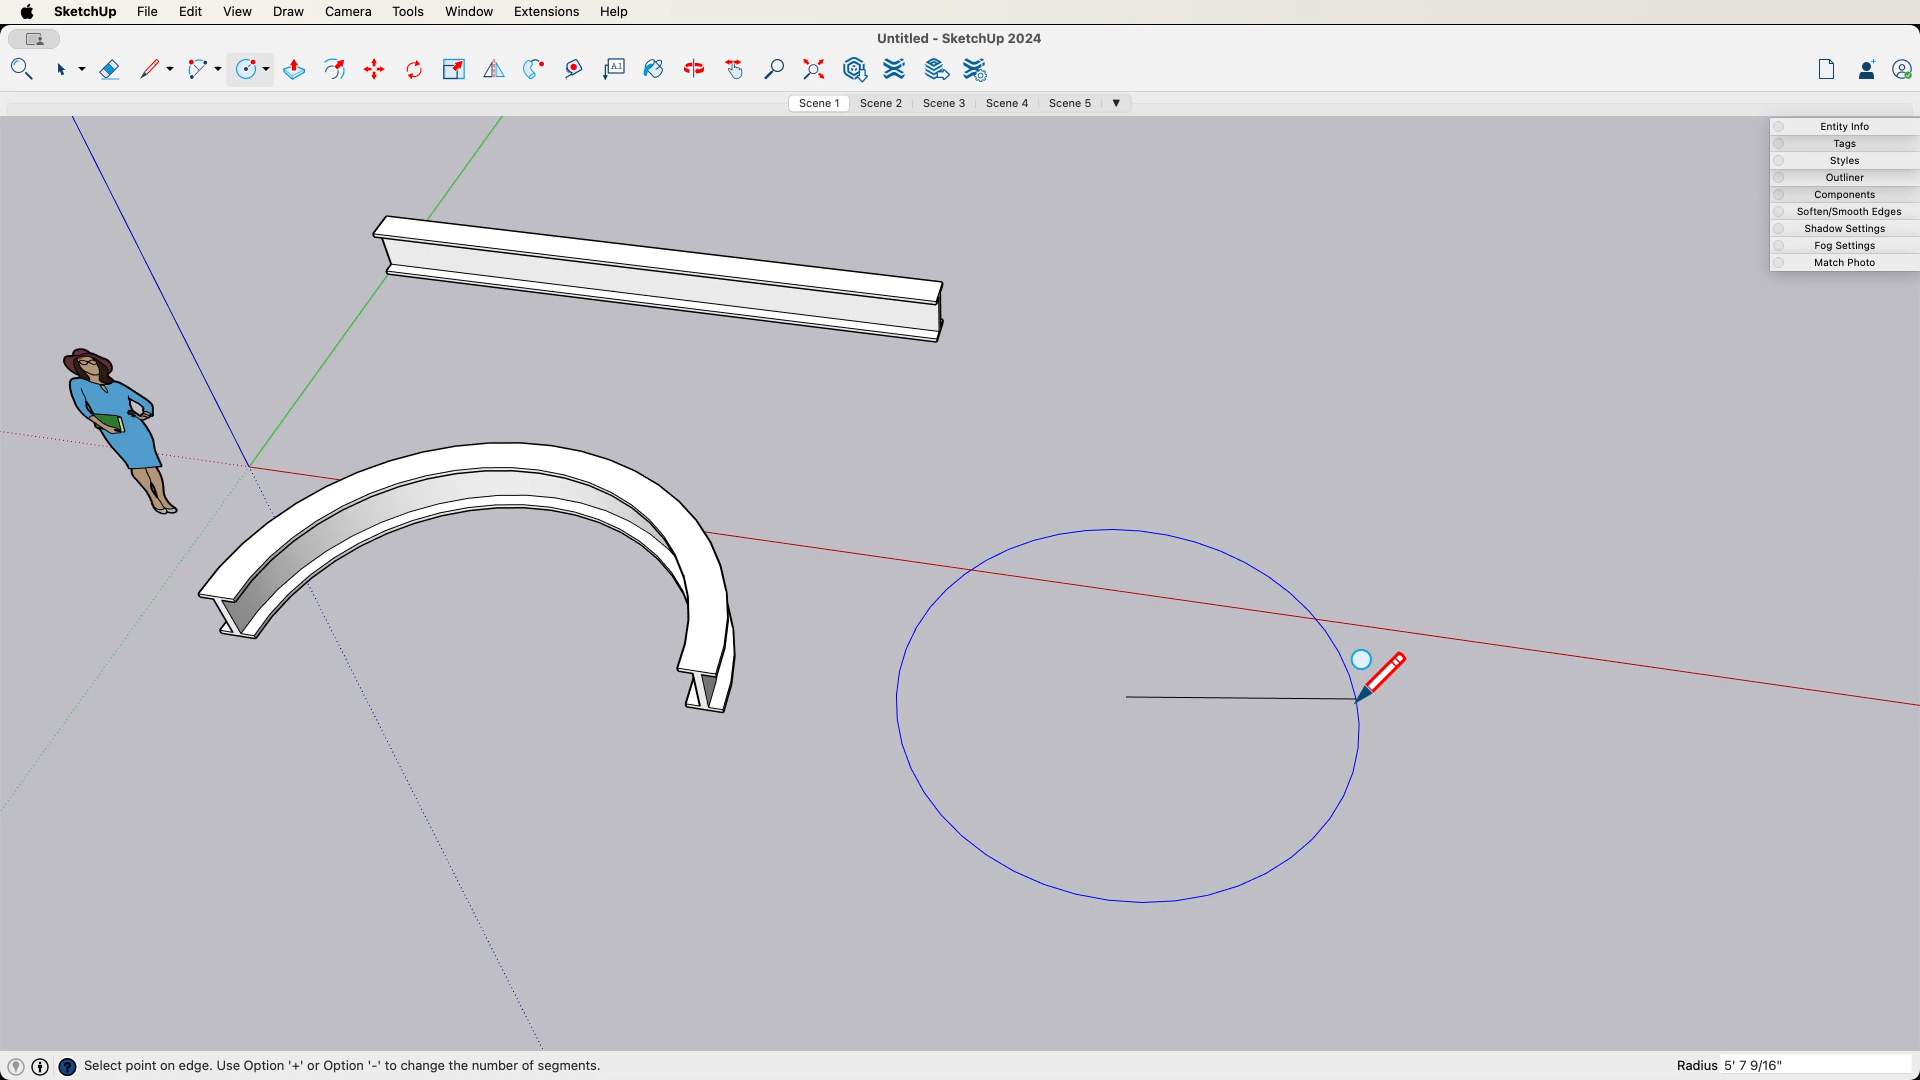 SketchUp File Edit View Draw Camera Tools Window Extensions Help
Untitled - SketchUp 2024
A1
Scene 1 Scene 2 Scene 3 Scene 4 Scene 5
Entity Info
Tags
Styles
Outliner
Components
Soften/Smooth Edges
Shadow Settings
Fog Settings
Match Photo
Select point on edge. Use Option '+' or Option '-' to change the number of segments.
Radius 5' 7 9/16"